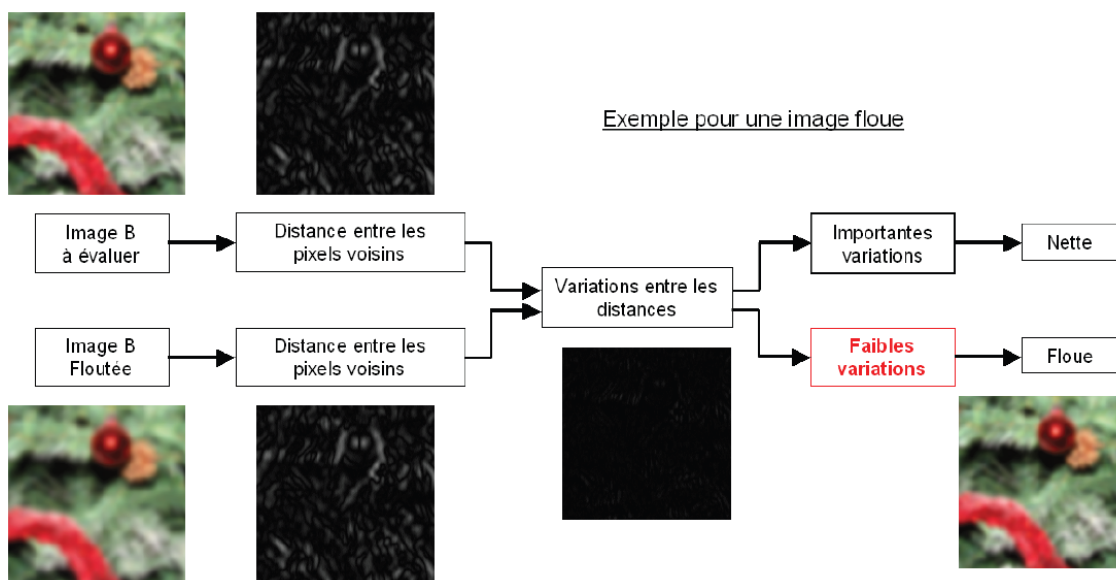 Exemple pour une image floue
Image B
à évaluer
Distance entre les
pixels voisins
Importantes
variations
Nette
Variations entre les
distances
Image B
Floutée
Distance entre les
pixels voisins
Faibles
variations
Floue